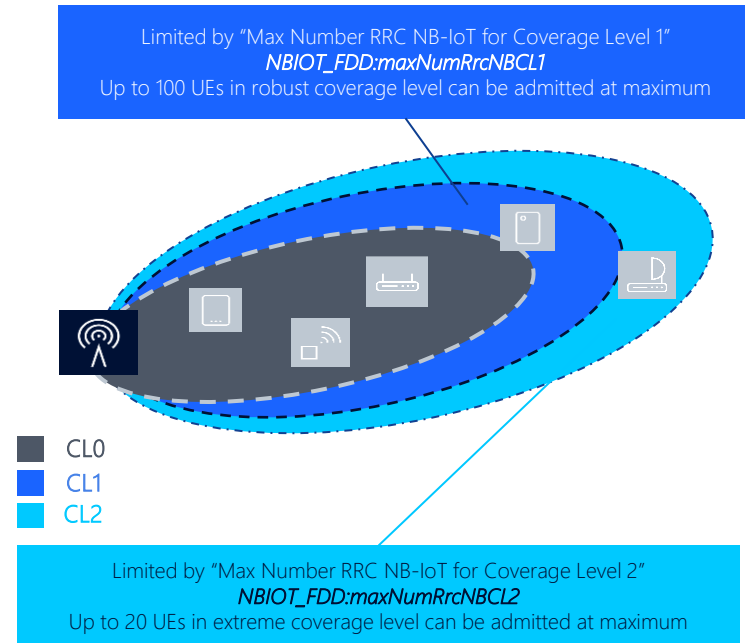 Limited by “Max Number RRC NB-IoT for Coverage Level 1”
NBIOT_FDD:maxNumRrcNBCL1
Up to 100 UEs in robust coverage level can be admitted at maximum
CL0
CL1
CL2
Limited by “Max Number RRC NB-IoT for Coverage Level 2”
NBIOT_FDD:maxNumRrcNBCL2
Up to 20 UEs in extreme coverage level can be admitted at maximum